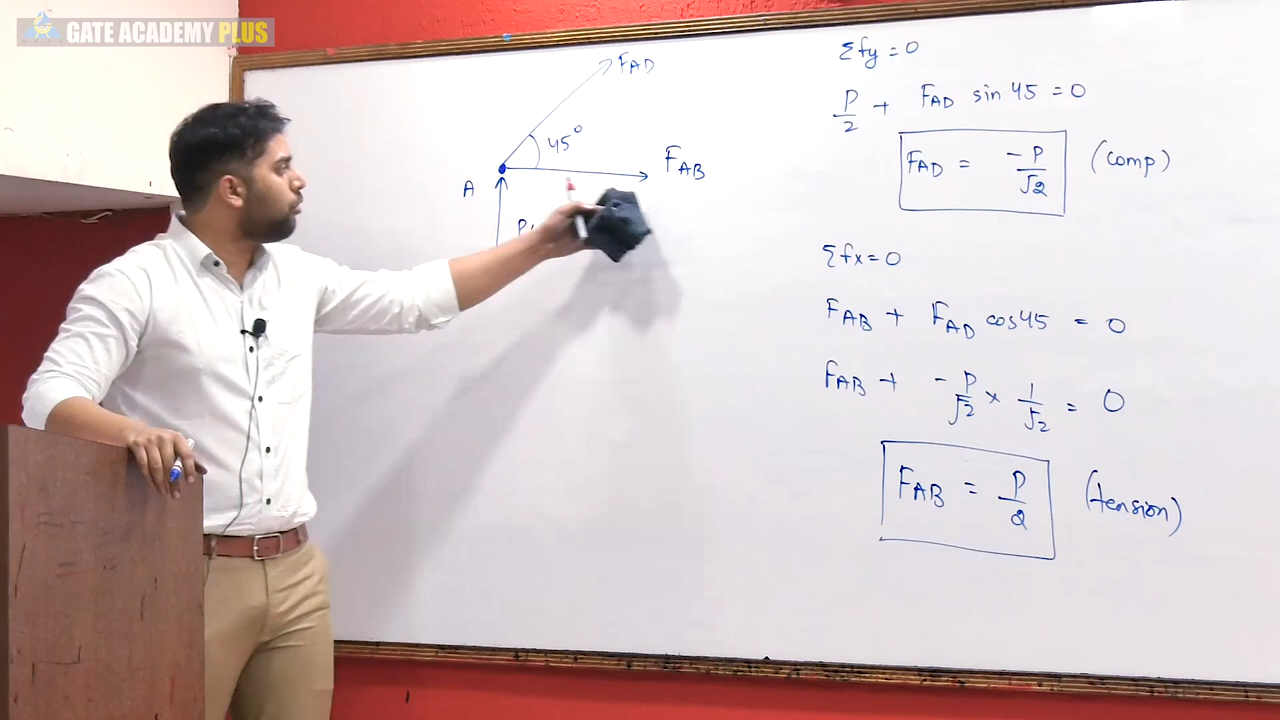 GATE ACADEMY PLUS
FAD
45°
FAB
A
P
Σfy = 0
P/2 + FAD sin 45 = 0
FAD = -P/√2 (comp)
Σfx = 0
FAB + FAD cos45 = 0
FAB + -P/√2 × 1/√2 = 0
FAB = P/2 (tension)